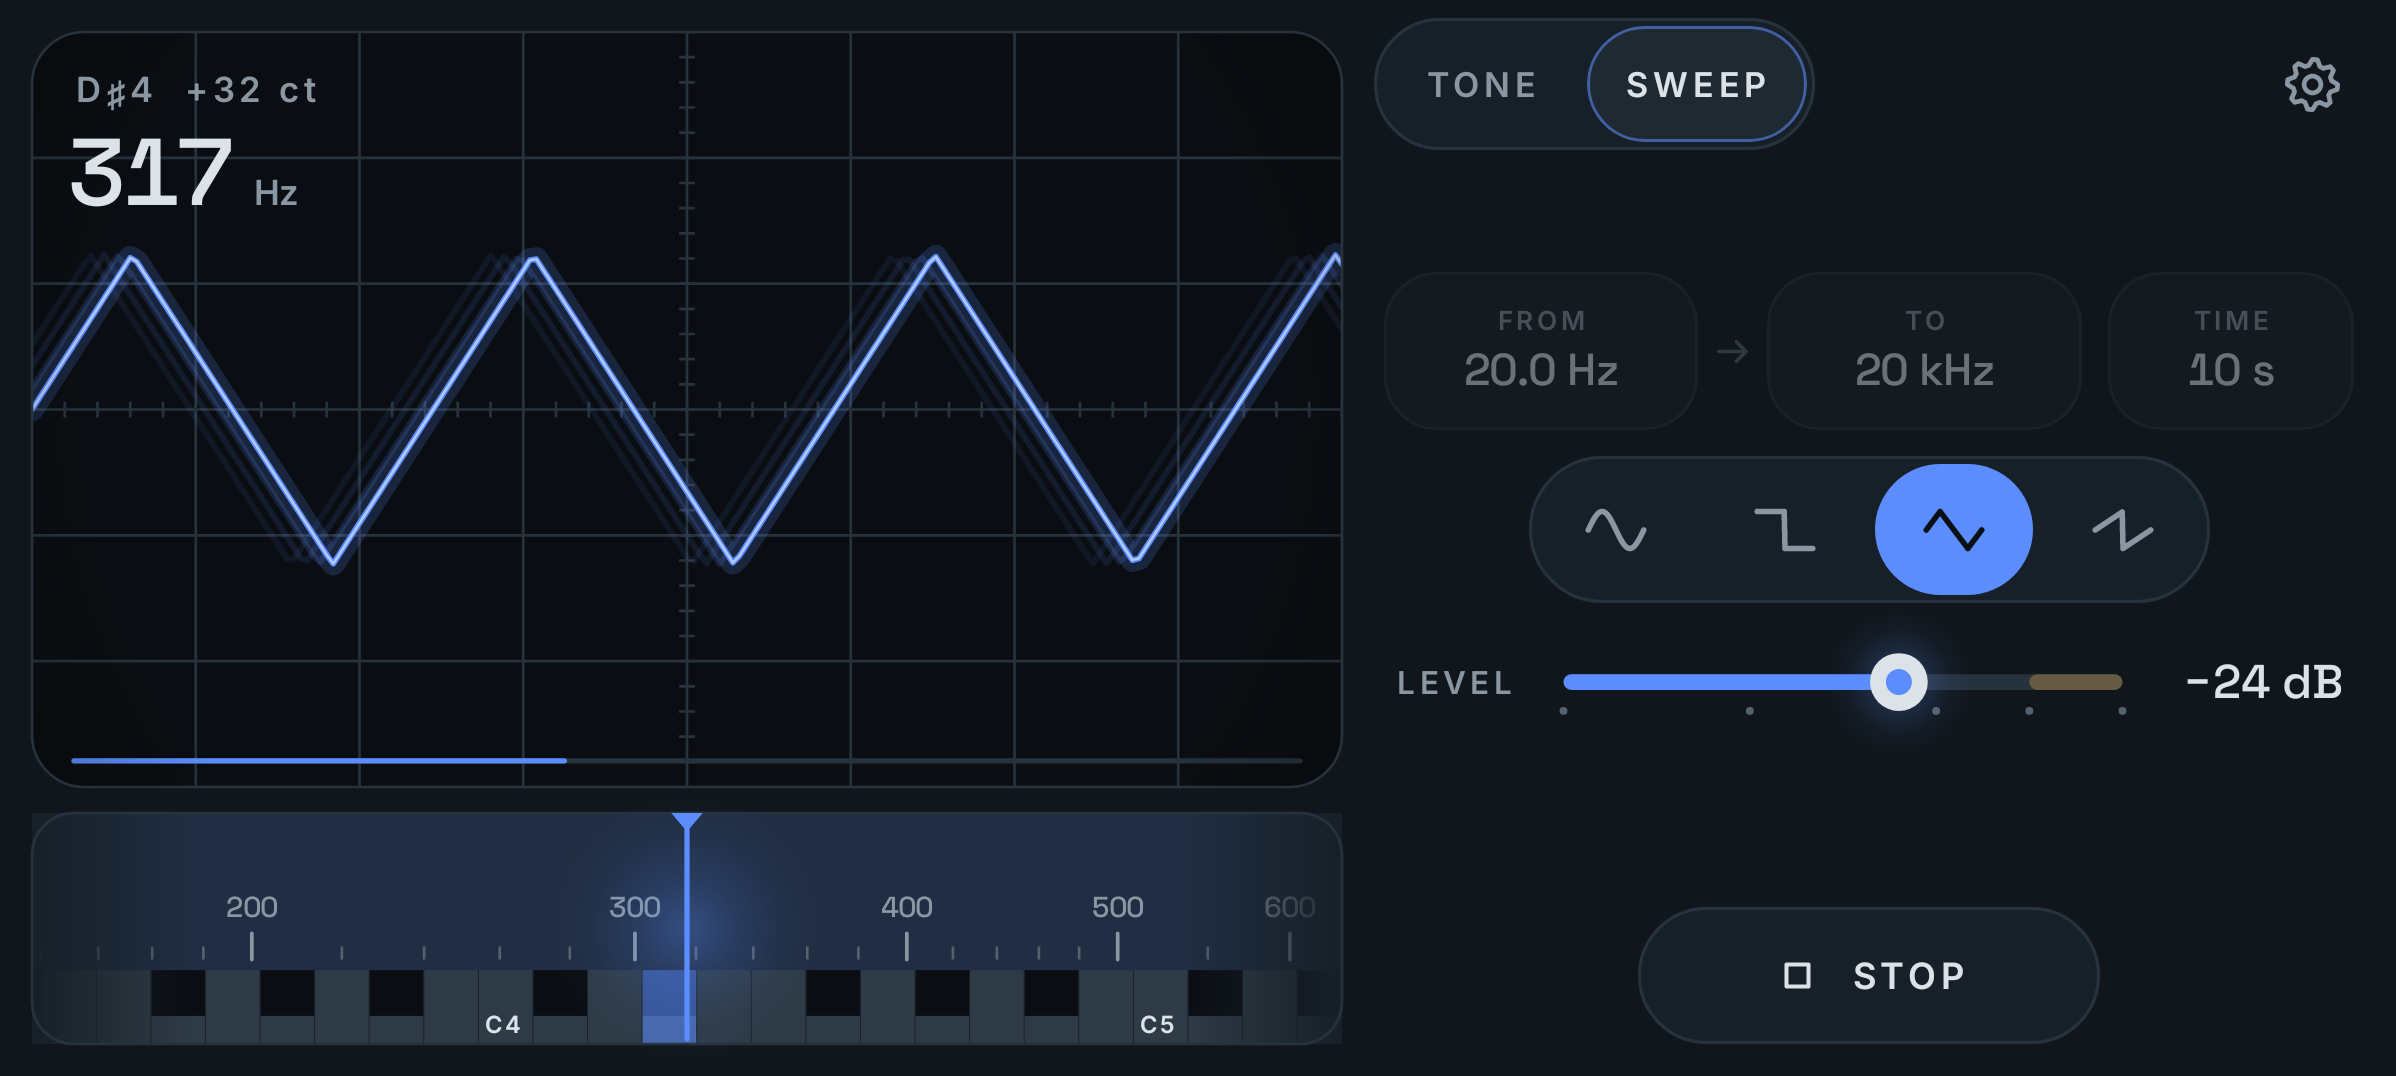 D♯4 +32 ct
317 Hz
TONE
SWEEP
FROM
20.0 Hz
→
TO
20 kHz
TIME
10 s
LEVEL
-24 dB
200 300 400 500 600
C4 C5
STOP